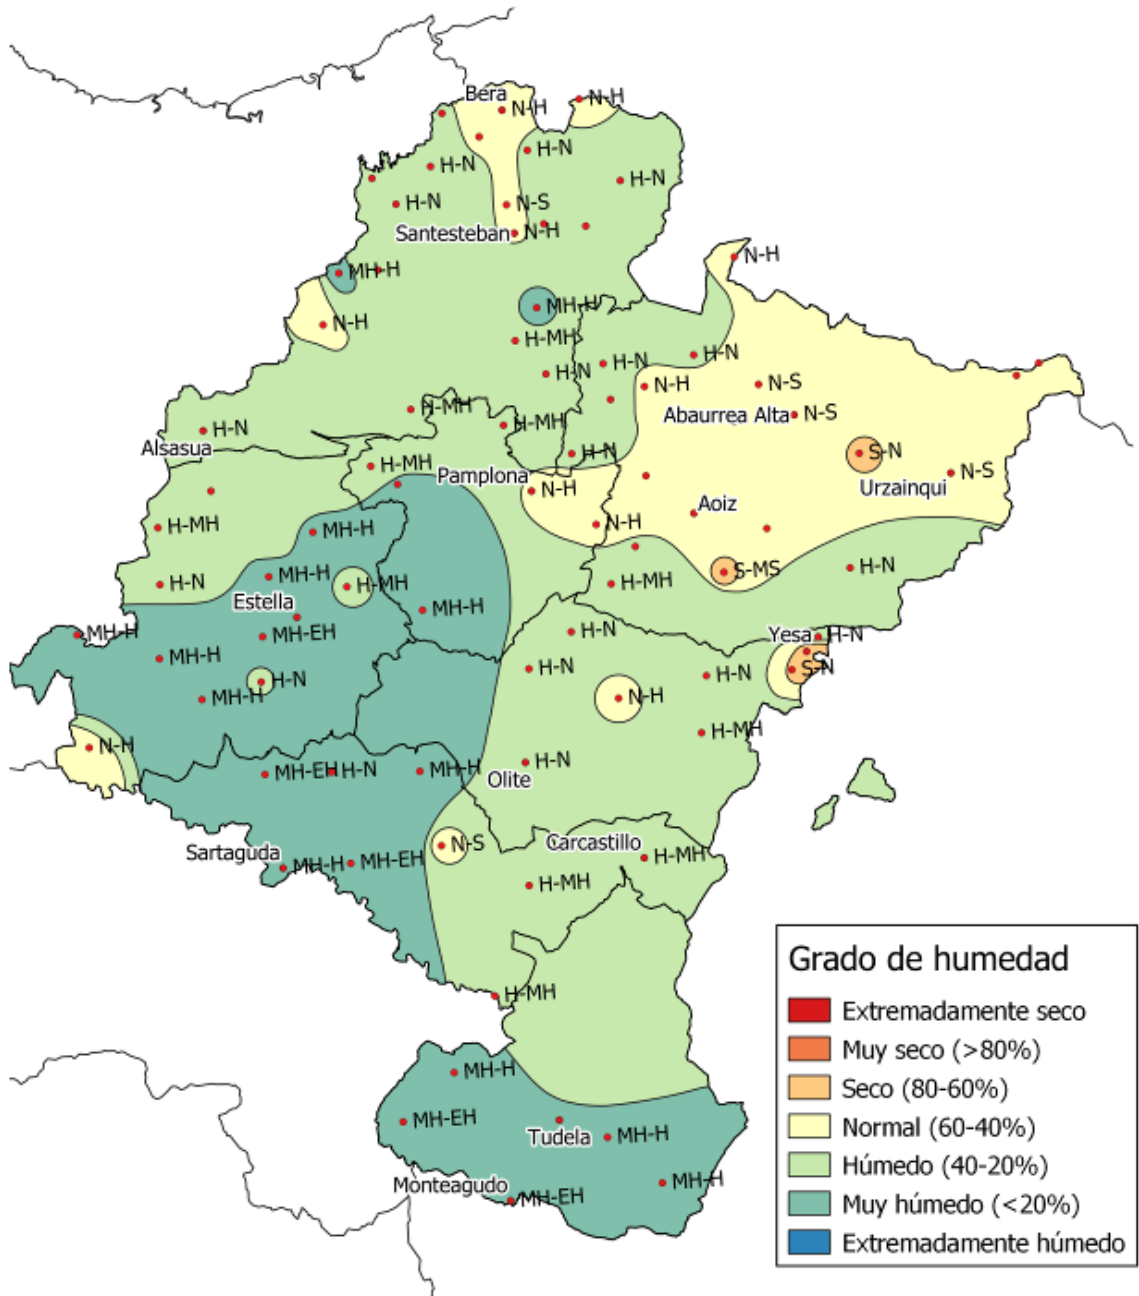 Bera
N-H
N-H
H-N
H-N
H-N
H-N
N-S
Santesteban
N-H
N-H
MH-H
MH-H
N-H
H-MH
H-N
H-N
H-N
N-H
N-S
Abaurrea Alta
N-S
H-MH
H-MH
H-N
Alsasua
H-N
S-N
H-MH
Pamplona
N-H
Urzainqui
N-S
Aoiz
H-MH
MH-H
N-H
H-N
MH-H
H-MH
S-MS
H-MH
H-N
Estella
MH-H
MH-H
MH-EH
H-N
Yesa
H-N
MH-H
H-N
H-N
S-N
MH-H
H-N
N-H
H-MH
N-H
MH-EH
H-N
MH-H
Olite
H-N
Sartaguda
MH-H
MH-EH
N-S
Carcastillo
H-MH
H-MH
H-MH
MH-H
MH-EH
Tudela
MH-H
Monteagudo
MH-EH
MH-H
Grado de humedad
Extremadamente seco
Muy seco (>80%)
Seco (80-60%)
Normal (60-40%)
Húmedo (40-20%)
Muy húmedo (<20%)
Extremadamente húmedo